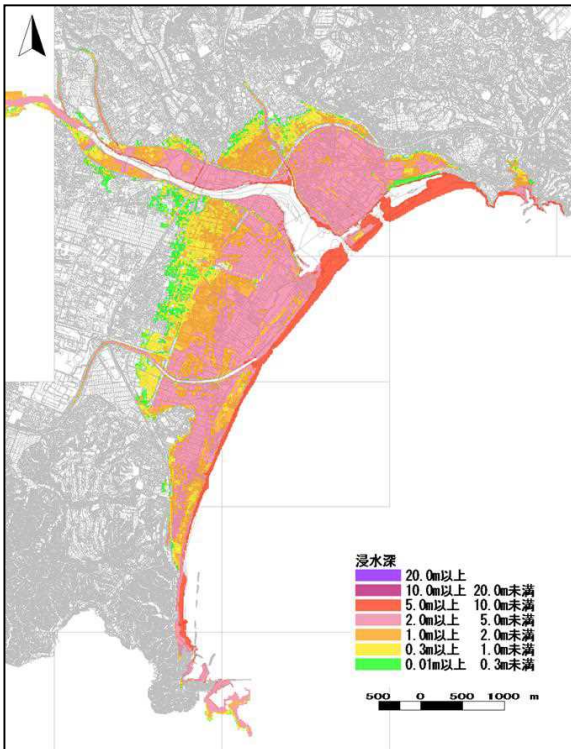 浸水深
20.0m以上
10.0m以上 20.0m未満
5.0m以上 10.0m未満
2.0m以上 5.0m未満
1.0m以上 2.0m未満
0.3m以上 1.0m未満
0.01m以上 0.3m未満
500 0 500 1000 m